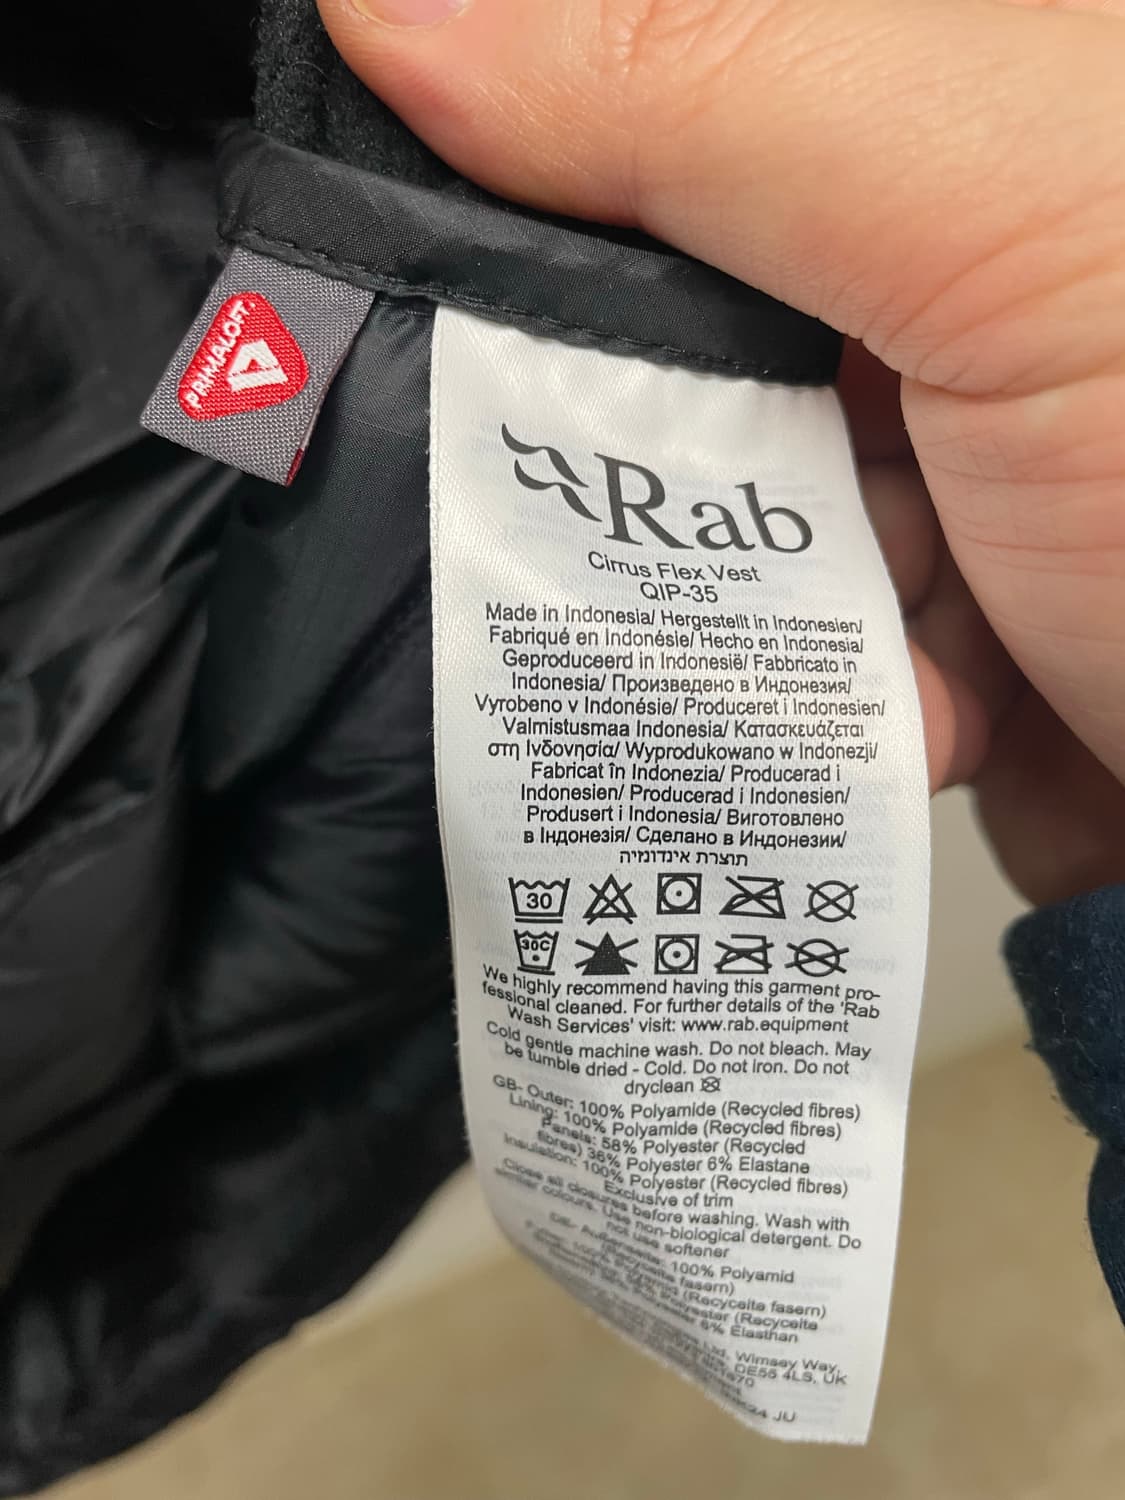 PRIMALOFT
Rab
Cirrus Flex Vest
QIP-35
Made in Indonesia/ Hergestellt in Indonesien/
Fabriqué en Indonésie/ Hecho en Indonesia/
Geproduceerd in Indonesië/ Fabbricato in
Indonesia/ Произведено в Индонезия/
Vyrobeno v Indonésie/ Produceret i Indonesien/
Valmistusmaa Indonesia/ Κατασκευάζεται
στη Ινδονησία/ Wyprodukowano w Indonezji/
Fabricat în Indonezia/ Producerad i
Indonesien/ Producerad i Indonesien/
Produsert i Indonesia/ Виготовлено
в Індонезія/ Сделано в Индонезии/
תוצרת אינדונזיה
30
30C
We highly recommend having this garment pro-
fessional cleaned. For further details of the 'Rab
Wash Services' visit: www.rab.equipment
Cold gentle machine wash. Do not bleach. May
be tumble dried - Cold. Do not iron. Do not
dryclean
GB- Outer: 100% Polyamide (Recycled fibres)
Lining: 100% Polyamide (Recycled fibres)
Panels: 58% Polyester (Recycled
fibres) 36% Polyester 6% Elastane
Insulation: 100% Polyester (Recycled fibres)
Exclusive of trim
Close all closures before washing. Wash with
similar colours. Use non-biological detergent. Do
not use softener
DE- Außenseite: 100% Polyamid
(Recycelte fasern)
100% Polyamid (Recycelte fasern)
Polyester (Recycelte
Polyester 6% Elasthan
Ltd, Wimsey Way,
DE55 4LS, UK
JU